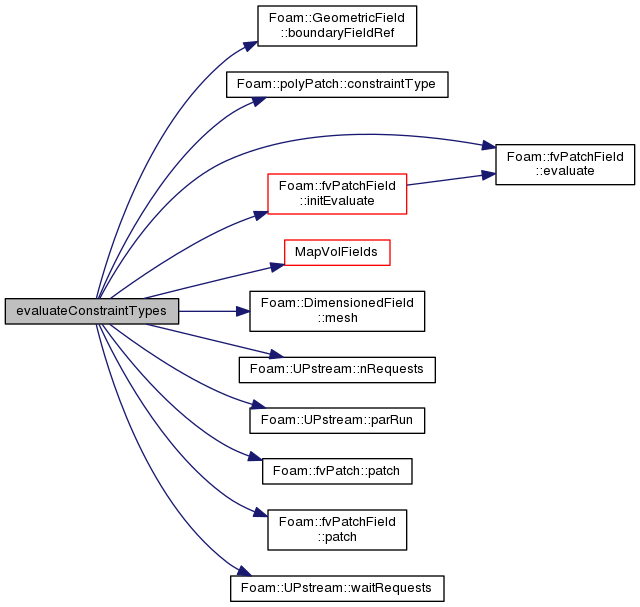 Foam::GeometricField
::boundaryFieldRef
Foam::polyPatch::constraintType
Foam::fvPatchField
::evaluate
Foam::fvPatchField
::initEvaluate
MapVolFields
evaluateConstraintTypes
Foam::DimensionedField
::mesh
Foam::UPstream::nRequests
Foam::UPstream::parRun
Foam::fvPatch::patch
Foam::fvPatchField
::patch
Foam::UPstream::waitRequests